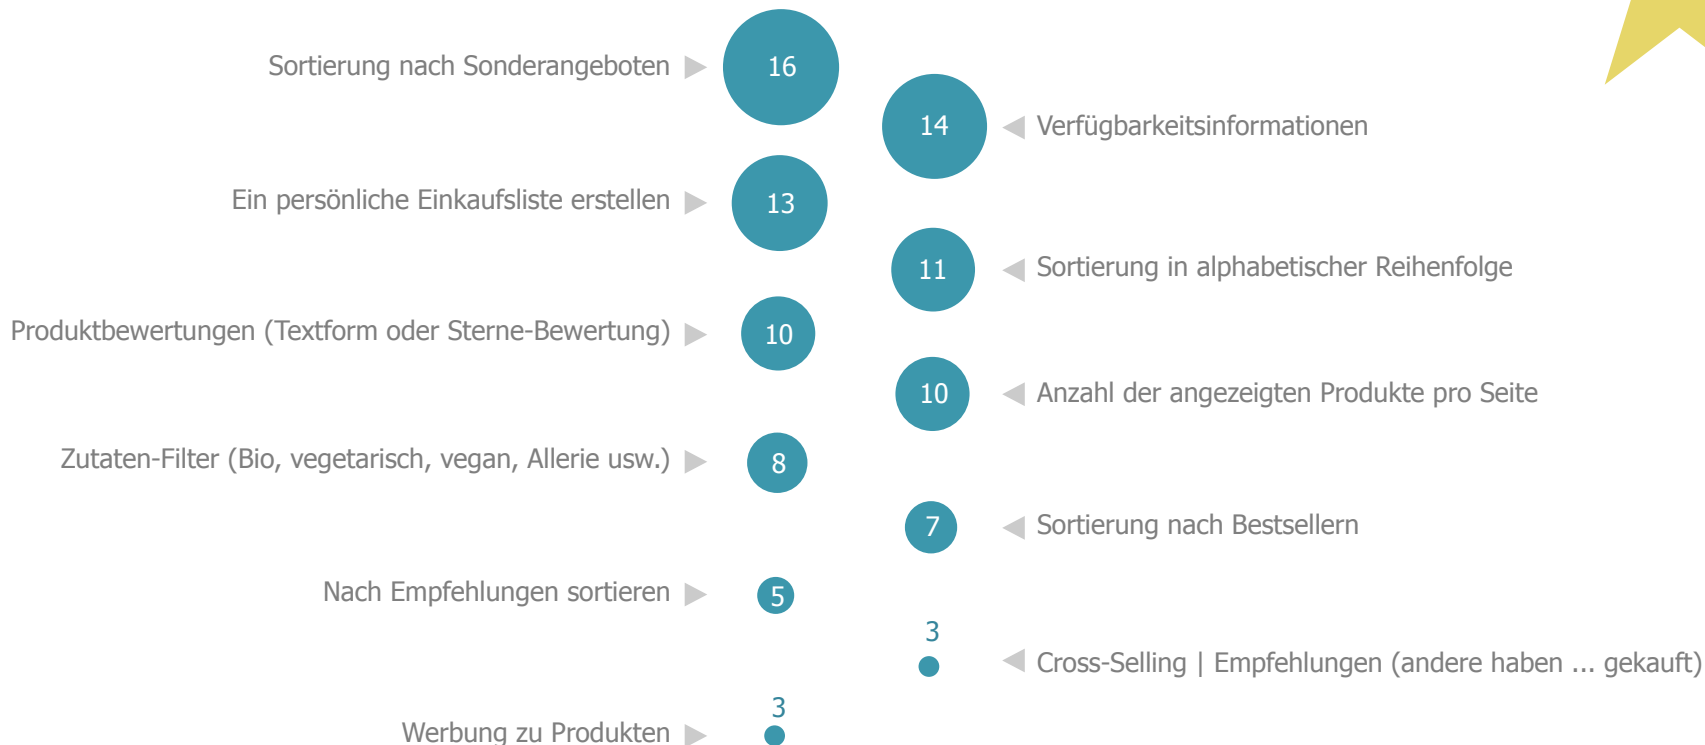 Sortierung nach Sonderangeboten 16
14 Verfügbarkeitsinformationen
Ein persönliche Einkaufsliste erstellen 13
11 Sortierung in alphabetischer Reihenfolge
Produktbewertungen (Textform oder Sterne-Bewertung) 10
10 Anzahl der angezeigten Produkte pro Seite
Zutaten-Filter (Bio, vegetarisch, vegan, Allerie usw.) 8
7 Sortierung nach Bestsellern
Nach Empfehlungen sortieren 5
3 Cross-Selling | Empfehlungen (andere haben ... gekauft)
Werbung zu Produkten 3